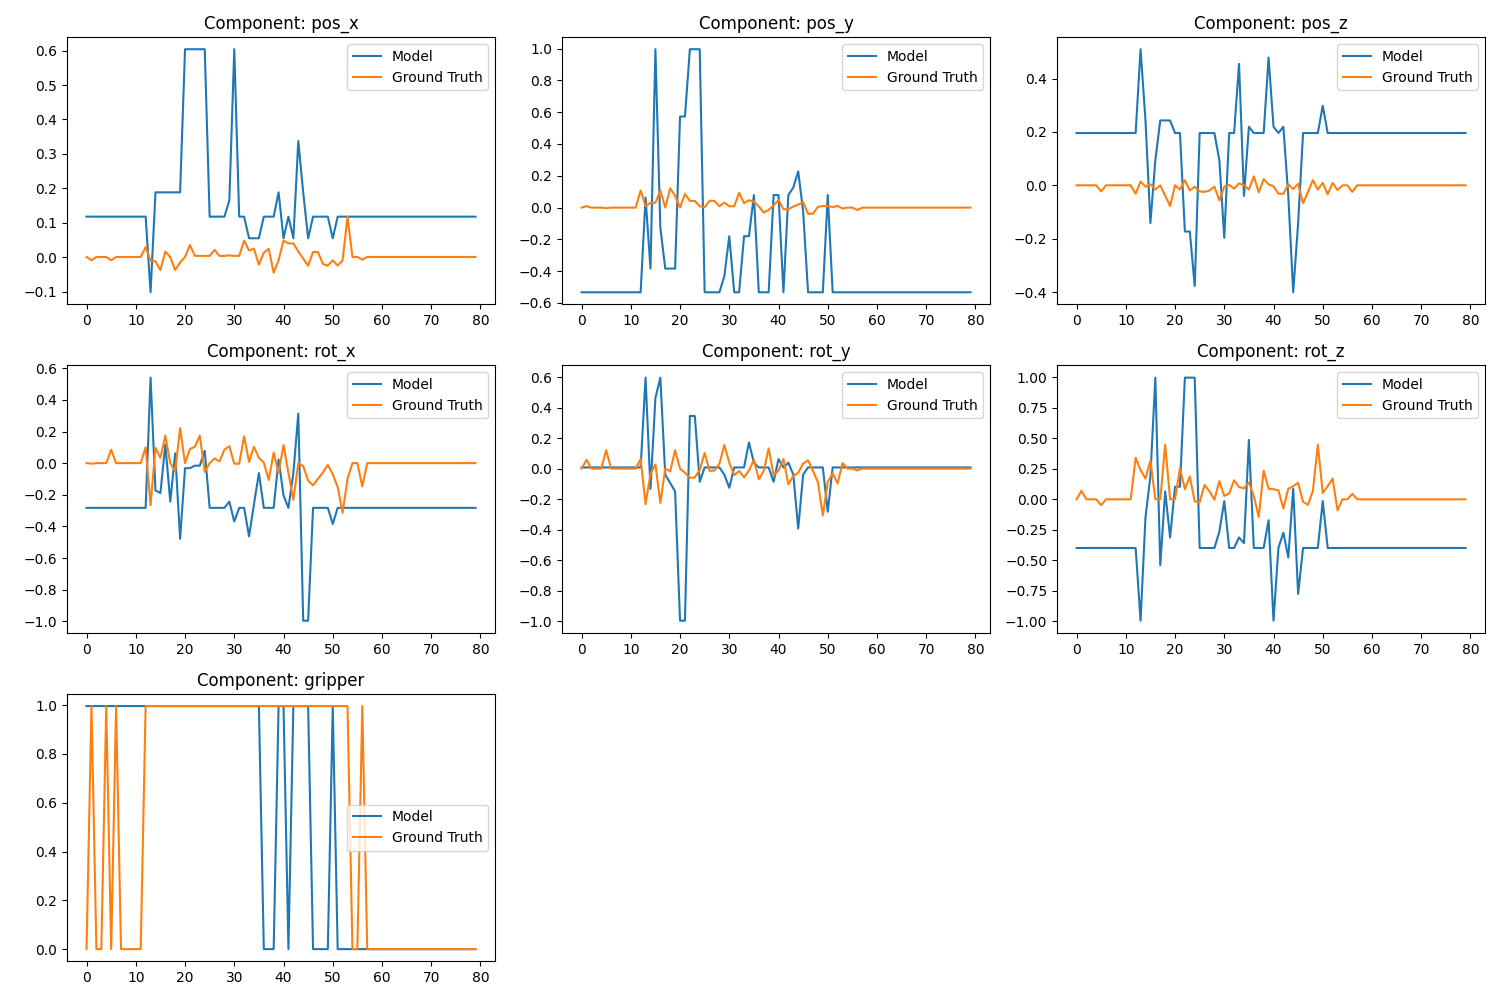 Component: pos_x
0.6
0.5
0.4
0.3
0.2
0.1
0.0
−0.1
0 10 20 30 40 50 60 70 80
Model
Ground Truth
Component: pos_y
1.0
0.8
0.6
0.4
0.2
0.0
−0.2
−0.4
−0.6
0 10 20 30 40 50 60 70 80
Model
Ground Truth
Component: pos_z
0.4
0.2
0.0
−0.2
−0.4
0 10 20 30 40 50 60 70 80
Model
Ground Truth
Component: rot_x
0.6
0.4
0.2
0.0
−0.2
−0.4
−0.6
−0.8
−1.0
0 10 20 30 40 50 60 70 80
Model
Ground Truth
Component: rot_y
0.6
0.4
0.2
0.0
−0.2
−0.4
−0.6
−0.8
−1.0
0 10 20 30 40 50 60 70 80
Model
Ground Truth
Component: rot_z
1.00
0.75
0.50
0.25
0.00
−0.25
−0.50
−0.75
−1.00
0 10 20 30 40 50 60 70 80
Model
Ground Truth
Component: gripper
1.0
0.8
0.6
0.4
0.2
0.0
0 10 20 30 40 50 60 70 80
Model
Ground Truth